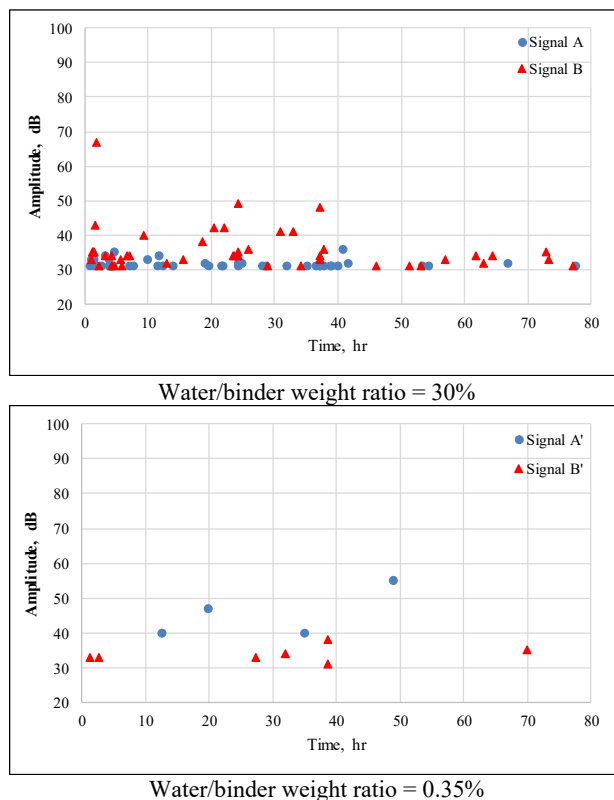 100
90
80
70
60
50
40
30
20
Amplitude, dB
0 10 20 30 40 50 60 70 80
Time, hr
Signal A
Signal B
Water/binder weight ratio = 30%
100
90
80
70
60
50
40
30
20
Amplitude, dB
0 10 20 30 40 50 60 70 80
Time, hr
Signal A'
Signal B'
Water/binder weight ratio = 0.35%